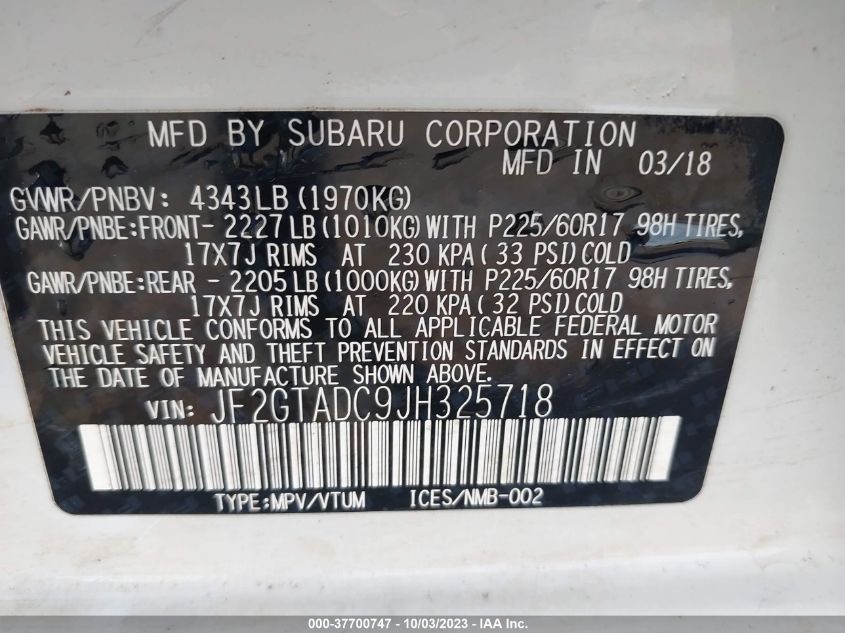 MFD BY SUBARU CORPORATION
MFD IN 03/18
GVWR/PNBV: 4343LB (1970KG)
GAWR/PNBE:FRONT- 2227 LB (1010KG) WITH P225/60R17 98H TIRES,
17X7J RIMS AT 230 KPA ( 33 PSI) COLD
GAWR/PNBE:REAR - 2205 LB (1000KG) WITH P225/60R17 98H TIRES,
17X7J RIMS AT 220 KPA ( 32 PSI) COLD
THIS VEHICLE CONFORMS TO ALL APPLICABLE FEDERAL MOTOR
VEHICLE SAFETY AND THEFT PREVENTION STANDARDS IN EFFECT ON
THE DATE OF MANUFACTURE SHOWN ABOVE.
VIN: JF2GTADC9JH325718
TYPE:MPV/VTUM ICES/NMB-002
000-37700747 - 10/03/2023 - IAA Inc.